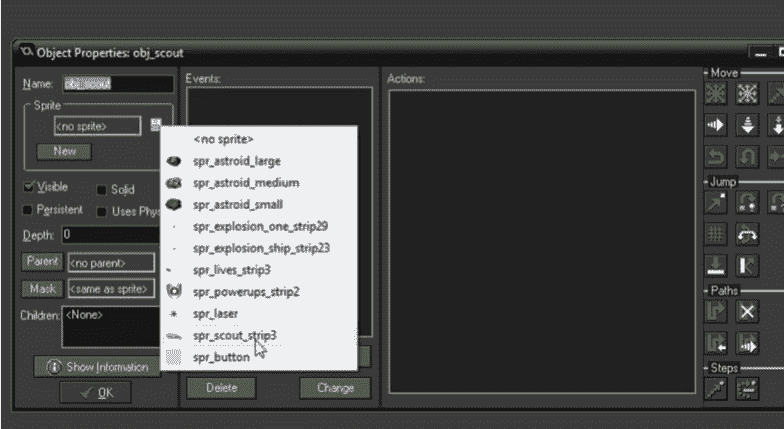 Object Properties: obj_scout
Name: obj_scout
Sprite
<no sprite>
New
Visible
Solid
Persistent
Uses Phy
Depth: 0
Parent
<no parent>
Mask
<same as sprite>
Children:
<None>
Show Information
OK
Events:
<no sprite>
spr_astroid_large
spr_astroid_medium
spr_astroid_small
spr_explosion_one_strip29
spr_explosion_ship_strip23
spr_lives_strip3
spr_powerups_strip2
spr_laser
spr_scout_strip3
spr_button
Delete
Change
Actions:
Move
Jump
Paths
Steps